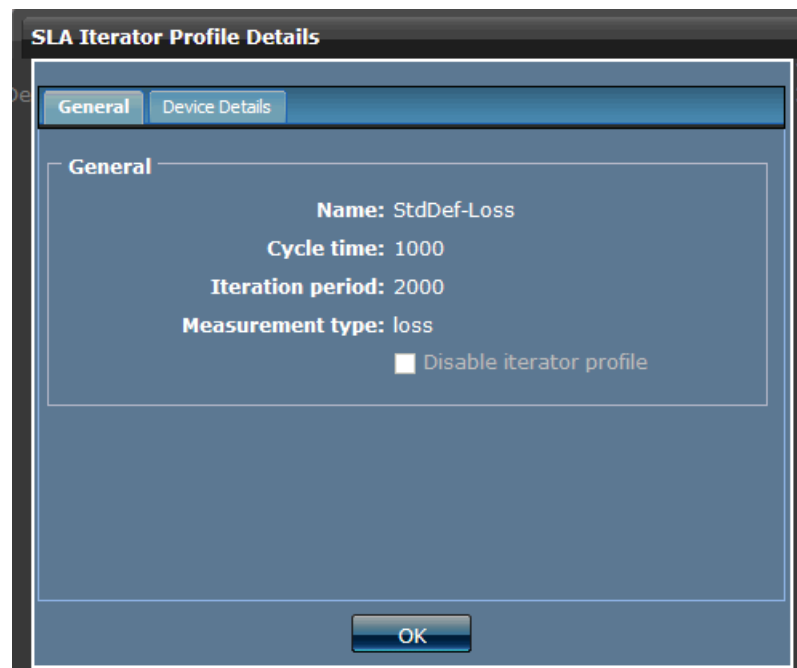 SLA Iterator Profile Details
De
General Device Details
General
Name: StdDef-Loss
Cycle time: 1000
Iteration period: 2000
Measurement type: loss
Disable iterator profile
OK